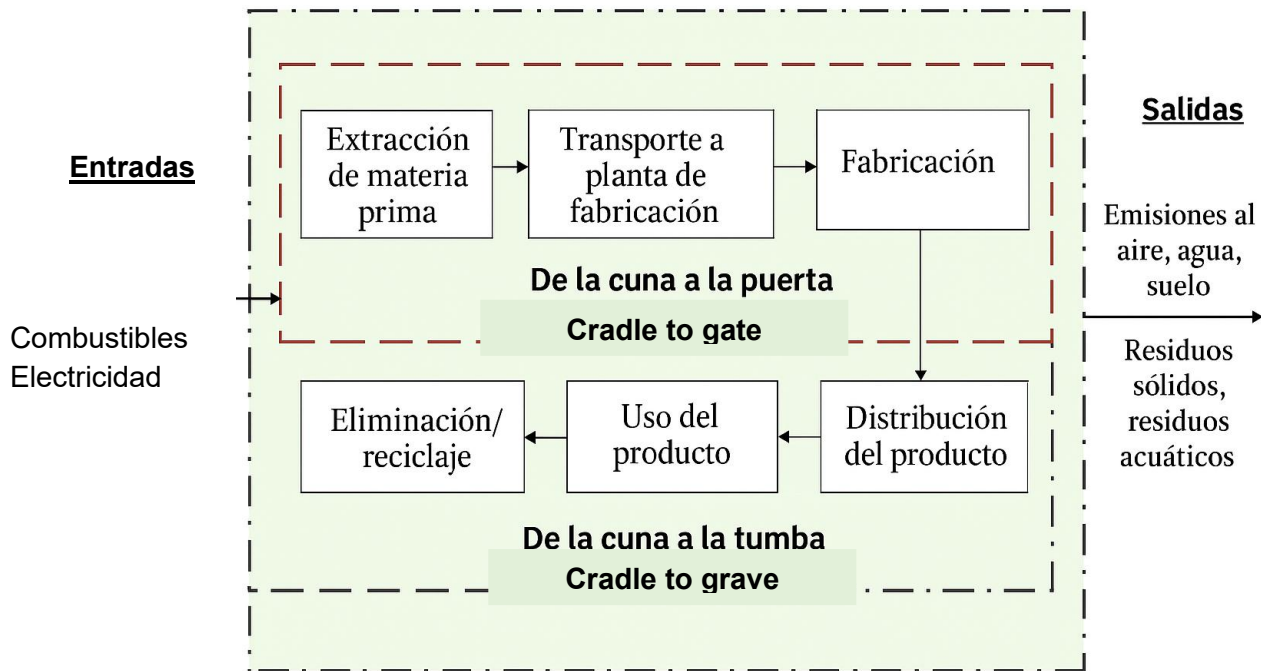 Entradas
Combustibles
Electricidad
Extracción
de materia
prima
Transporte a
planta de
fabricación
Fabricación
De la cuna a la puerta
Cradle to gate
Eliminación/
reciclaje
Uso del
producto
Distribución
del producto
De la cuna a la tumba
Cradle to grave
Salidas
Emisiones al
aire, agua,
suelo
Residuos
sólidos,
residuos
acuáticos